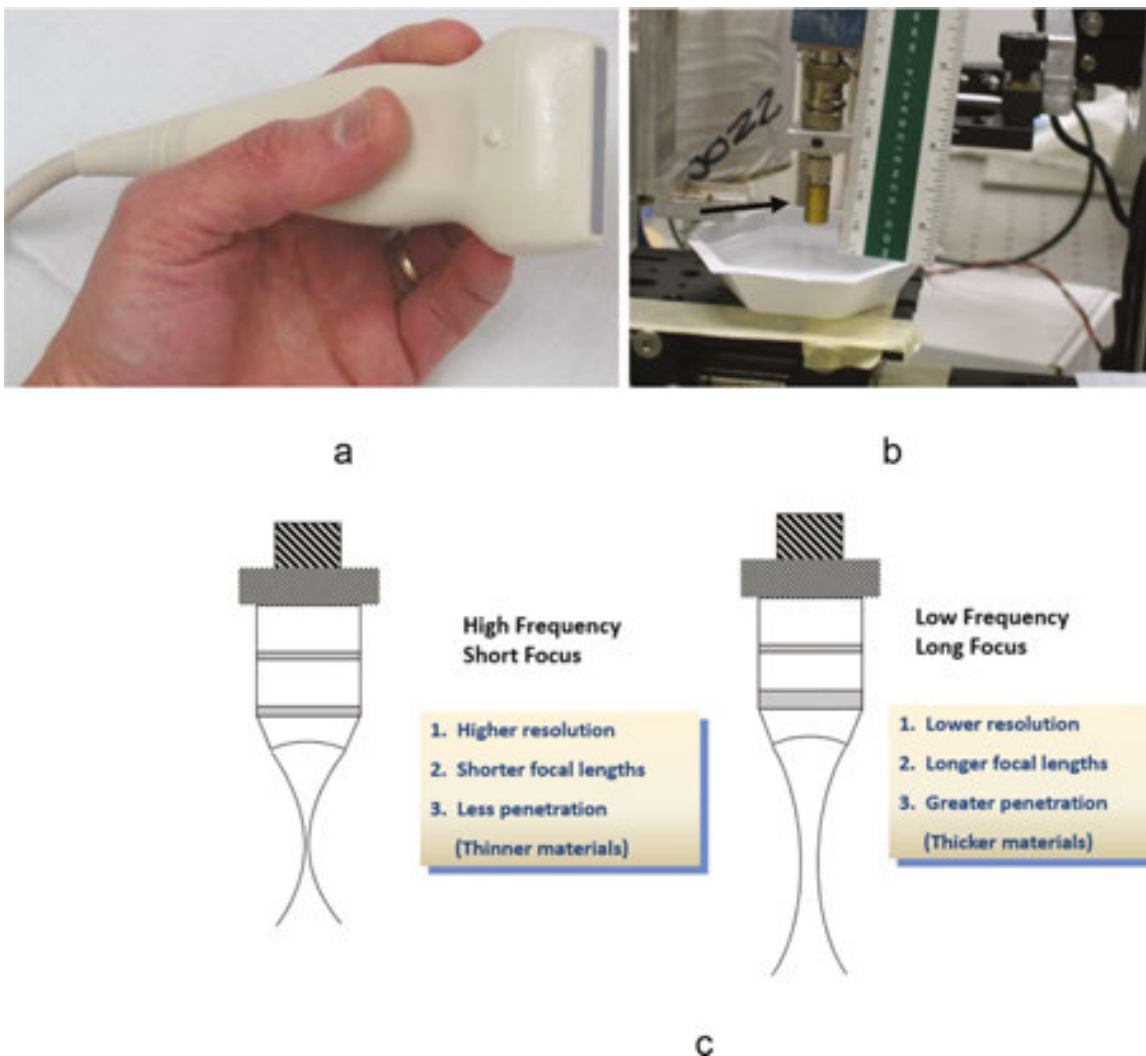 0022
a
b
High Frequency
Short Focus
1. Higher resolution
2. Shorter focal lengths
3. Less penetration
(Thinner materials)
Low Frequency
Long Focus
1. Lower resolution
2. Longer focal lengths
3. Greater penetration
(Thicker materials)
c